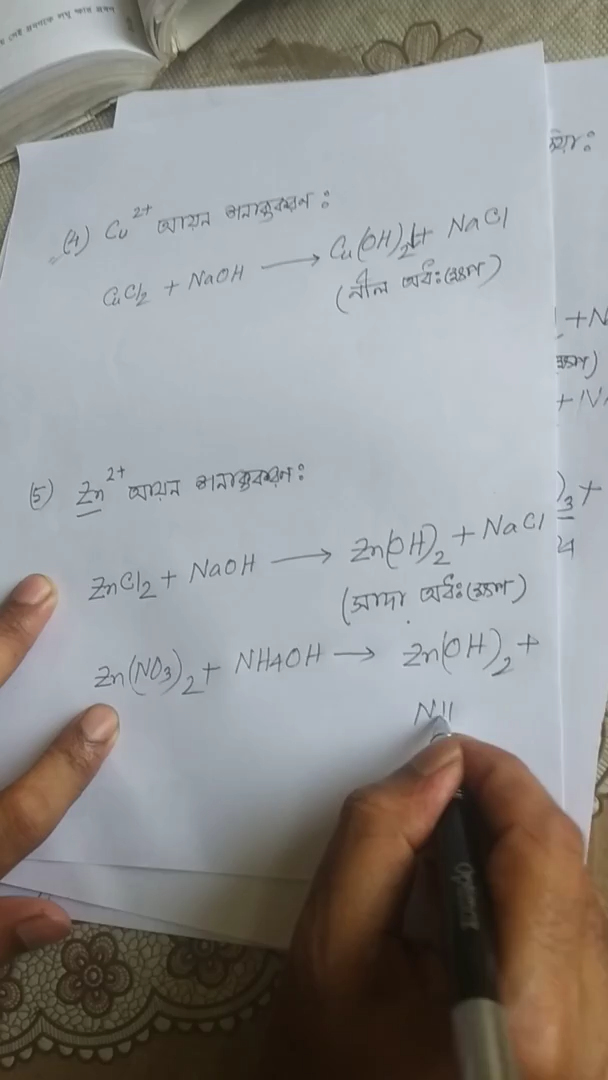 (4) Cu²⁺ আয়ন শনাক্তকরণ :
CuCl₂ + NaOH ⟶ Cu(OH)₂↓ + NaCl
(নীল অধঃক্ষেপ)
(5) Zn²⁺ আয়ন শনাক্তকরণ :
ZnCl₂ + NaOH ⟶ Zn(OH)₂ + NaCl
(সাদা অধঃক্ষেপ)
Zn(NO₃)₂ + NH4OH ⟶ Zn(OH)₂ +
NH